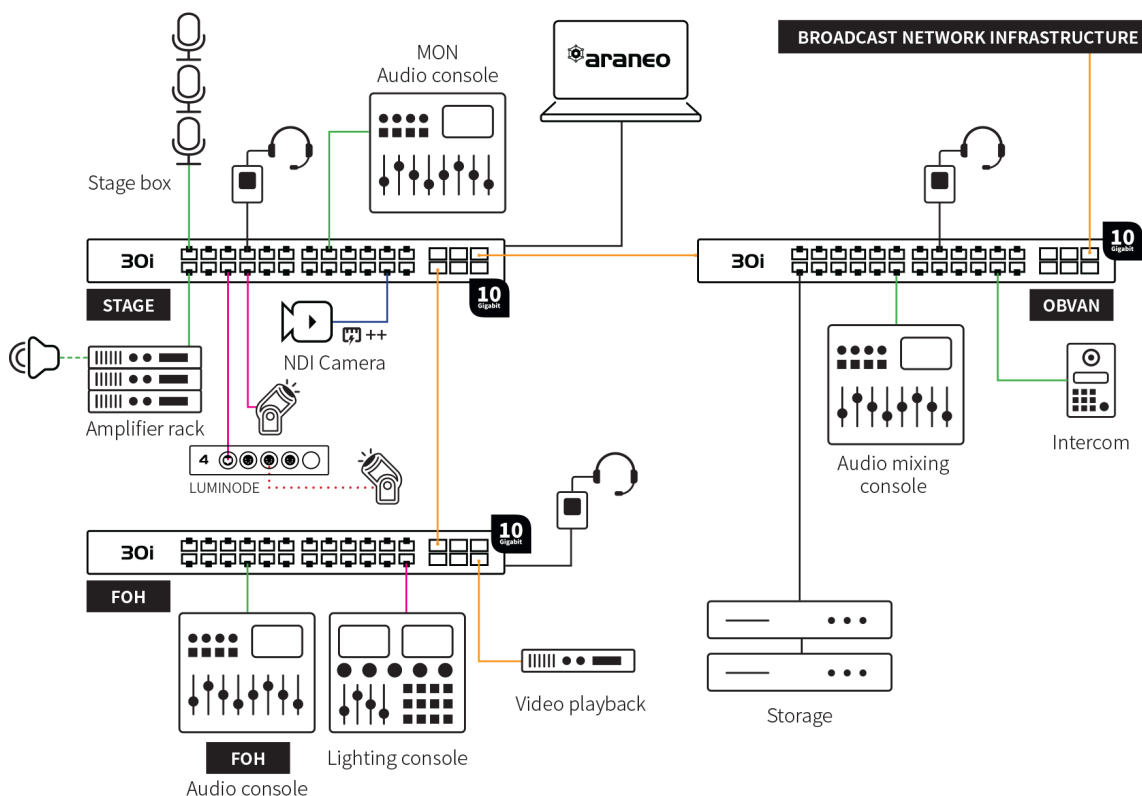 BROADCAST NETWORK INFRASTRUCTURE
MON
Audio console
araneo
Stage box
30i
30i
10
Gigabit
STAGE
10
Gigabit
OBVAN
++
NDI Camera
Amplifier rack
4
LUMINODE
Audio mixing
console
Intercom
30i
10
Gigabit
FOH
Video playback
Storage
FOH
Audio console
Lighting console